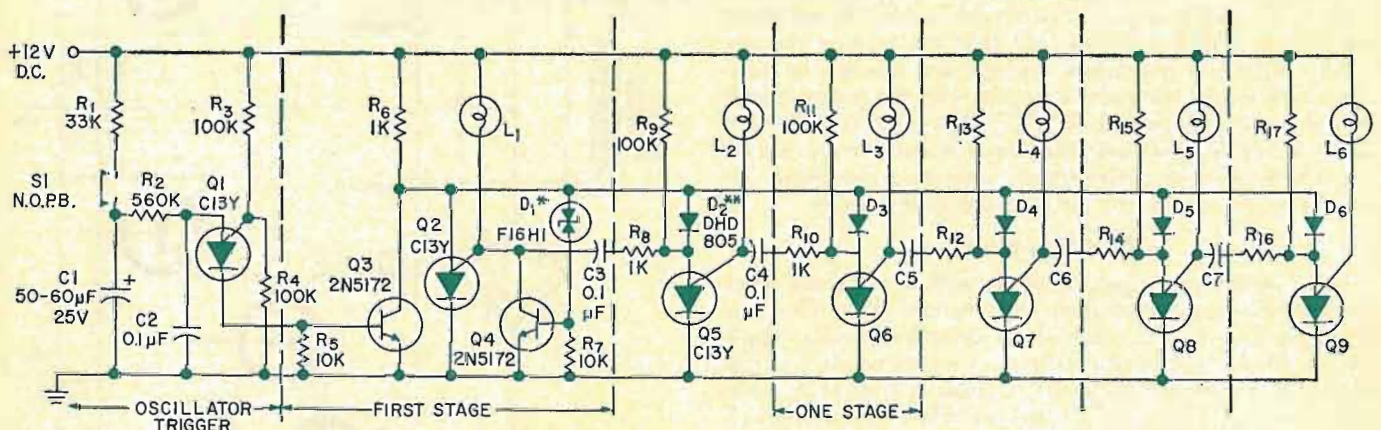 +12V
D.C.
R1
33K
S1
N.O.P.B.
R2
560K
C1
50-60µF
25V
C2
0.1µF
Q1
C13Y
R3
100K
R4
100K
R5
10K
R6
1K
L1
Q3
2N5172
Q2
C13Y
D1*
F16H1
Q4
2N5172
R7
10K
C3
0.1
µF
R8
1K
R9
100K
L2
D2**
DHD
805
Q5
C13Y
C4
0.1
µF
R10
1K
R11
100K
L3
D3
Q6
C5
R12
R13
L4
D4
Q7
C6
R14
R15
L5
D5
Q8
C7
R16
R17
L6
D6
Q9
OSCILLATOR
TRIGGER
FIRST STAGE
ONE STAGE